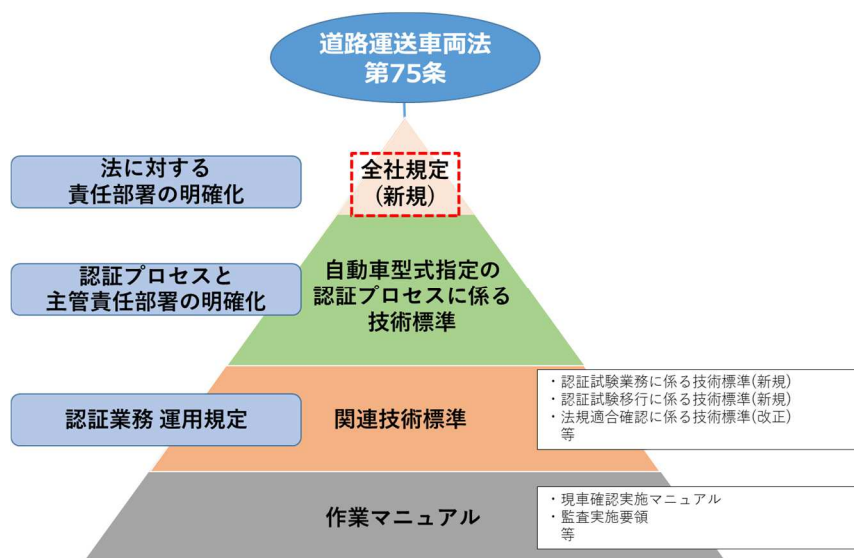 道路運送車両法
第75条
法に対する
責任部署の明確化
全社規定
(新規)
認証プロセスと
主管責任部署の明確化
自動車型式指定の
認証プロセスに係る
技術標準
認証業務 運用規定
関連技術標準
・認証試験業務に係る技術標準(新規)
・認証試験移行に係る技術標準(新規)
・法規適合確認に係る技術標準(改正)
等
作業マニュアル
・現車確認実施マニュアル
・監査実施要領
等